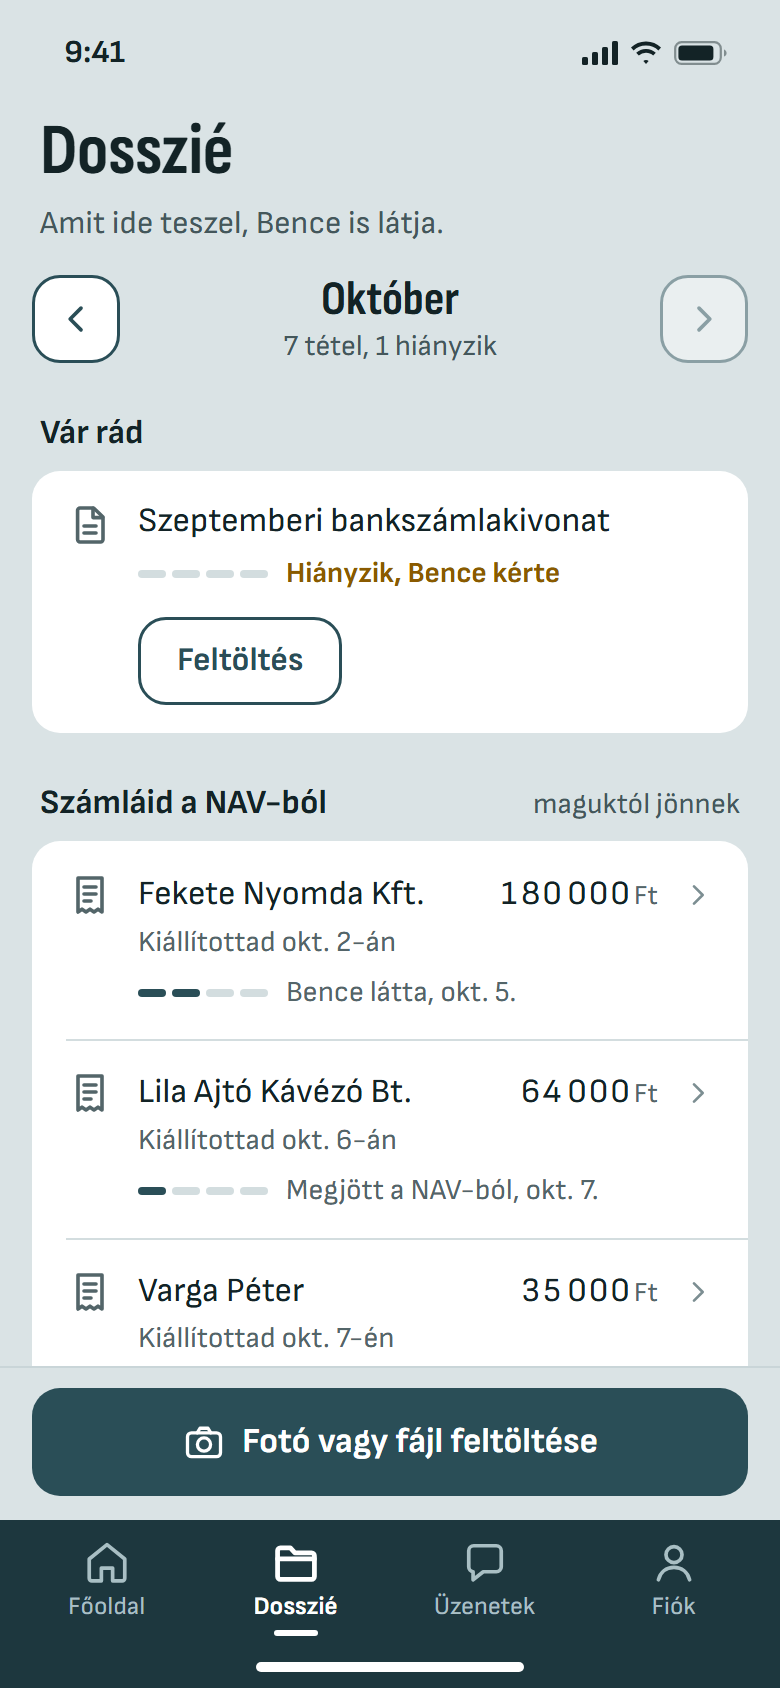 9:41
Dosszié
Amit ide teszel, Bence is látja.
Október
7 tétel, 1 hiányzik
Vár rád
Szeptemberi bankszámlakivonat
Hiányzik, Bence kérte
Feltöltés
Számláid a NAV-ból maguktól jönnek
Fekete Nyomda Kft. 180 000 Ft
Kiállítottad okt. 2-án
Bence látta, okt. 5.
Lila Ajtó Kávézó Bt. 64 000 Ft
Kiállítottad okt. 6-án
Megjött a NAV-ból, okt. 7.
Varga Péter 35 000 Ft
Kiállítottad okt. 7-én
Fotó vagy fájl feltöltése
Főoldal Dosszié Üzenetek Fiók